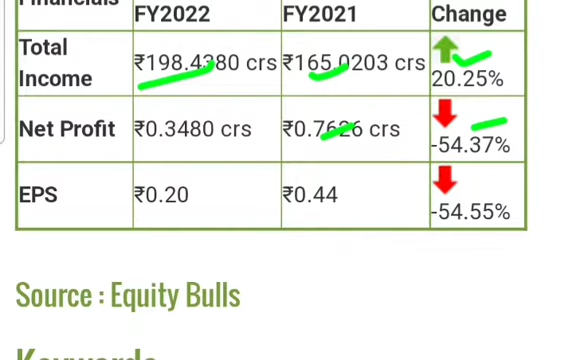 Financials
FY2022 FY2021 Change
Total Income ₹198.4380 crs ₹165.0203 crs 20.25%
Net Profit ₹0.3480 crs ₹0.7626 crs -54.37%
EPS ₹0.20 ₹0.44 -54.55%
Source : Equity Bulls
Keywords